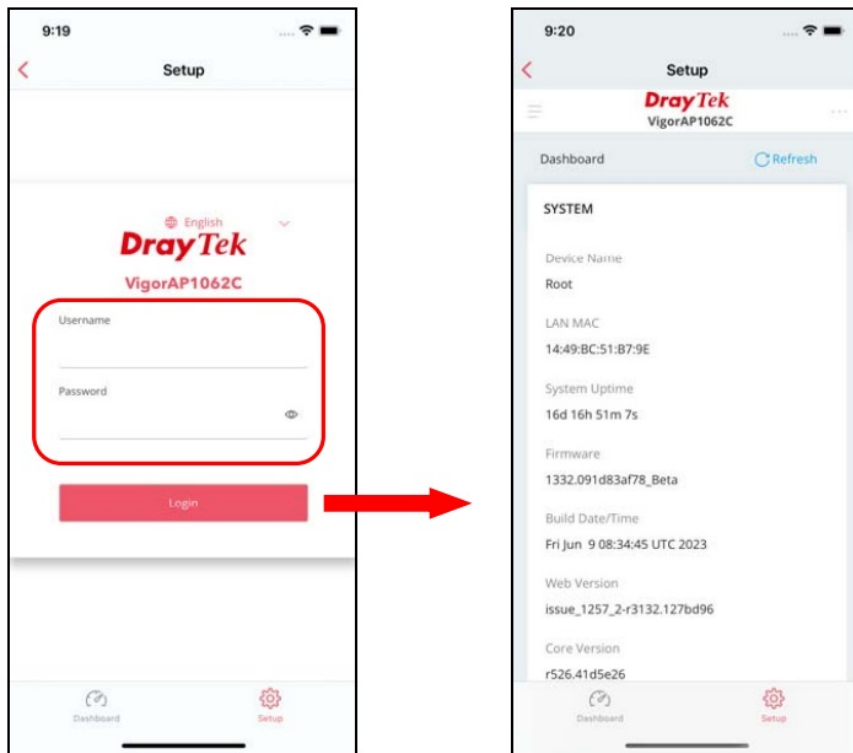 9:19
Setup
English
DrayTek
VigorAP1062C
Username
Password
Login
Dashboard
Setup
9:20
Setup
DrayTek
VigorAP1062C
Dashboard
Refresh
SYSTEM
Device Name
Root
LAN MAC
14:49:BC:51:B7:9E
System Uptime
16d 16h 51m 7s
Firmware
1332.091d83af78_Beta
Build Date/Time
Fri Jun 9 08:34:45 UTC 2023
Web Version
issue_1257_2-r3132.127bd96
Core Version
r526.41d5e26
Dashboard
Setup